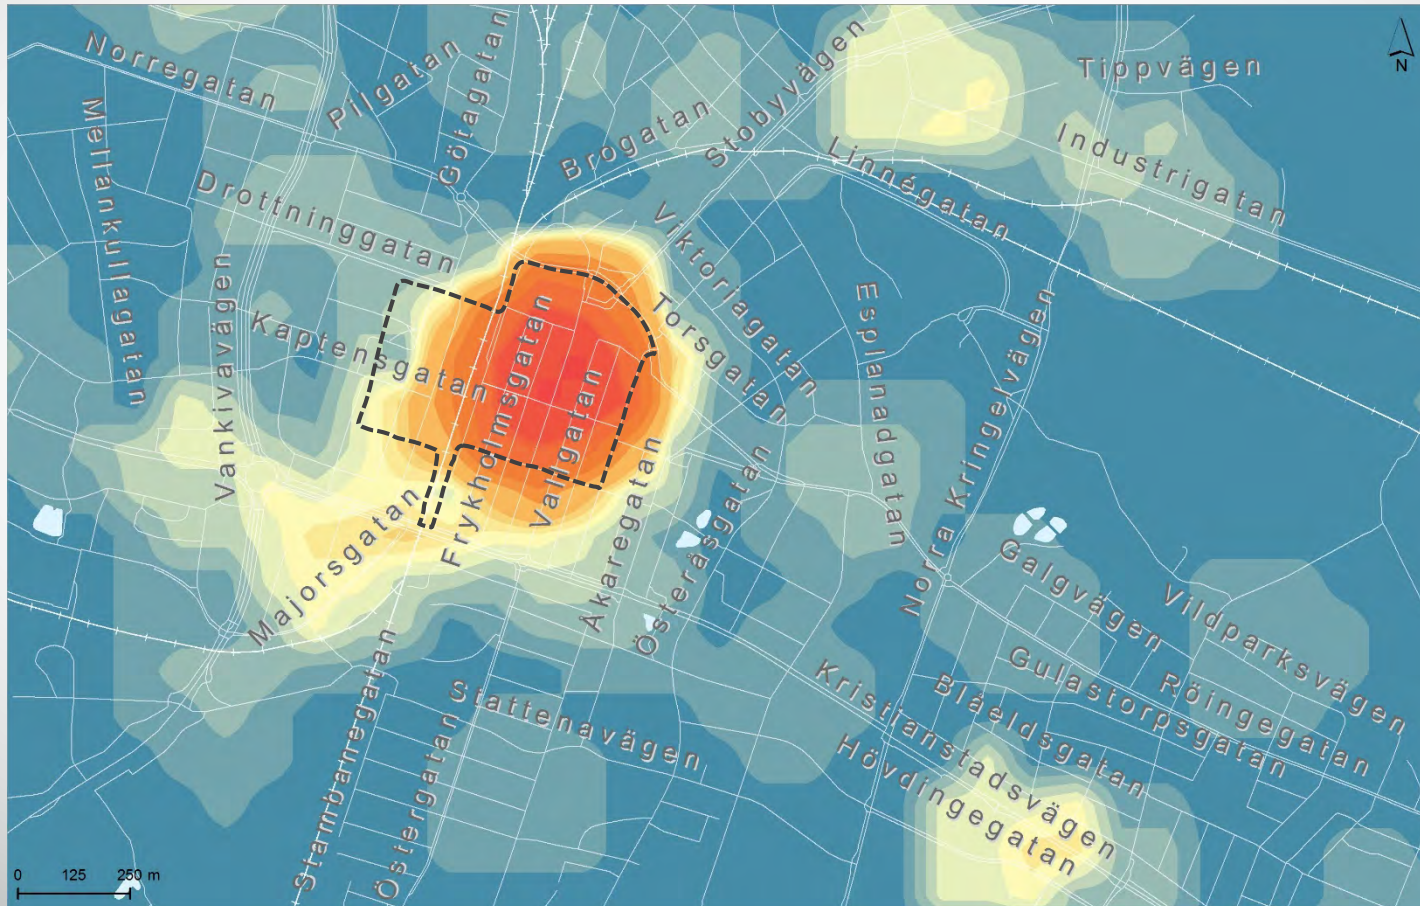 Norregatan
Pilgatan
Götagatan
Stobyvägen
Tippvägen
N
Mellankullagatan
Brogatan
Linnégatan
Industrigatan
Drottninggatan
Viktoriagatan
Vankivavägen
Kaptensgatan
Frykholmsgatan
Torsgatan
Esplanadgatan
Norra Kringelvägen
Vallgatan
Majorsgatan
Åkaregatan
Österåsgatan
Galgvägen
Vildparksvägen
Stambanegatan
Östergatan
Stattenavägen
Kristianstadsvägen
Blåeldsgatan
Gulastorpsgatan
Röingegatan
Hövdingegatan
0 125 250 m